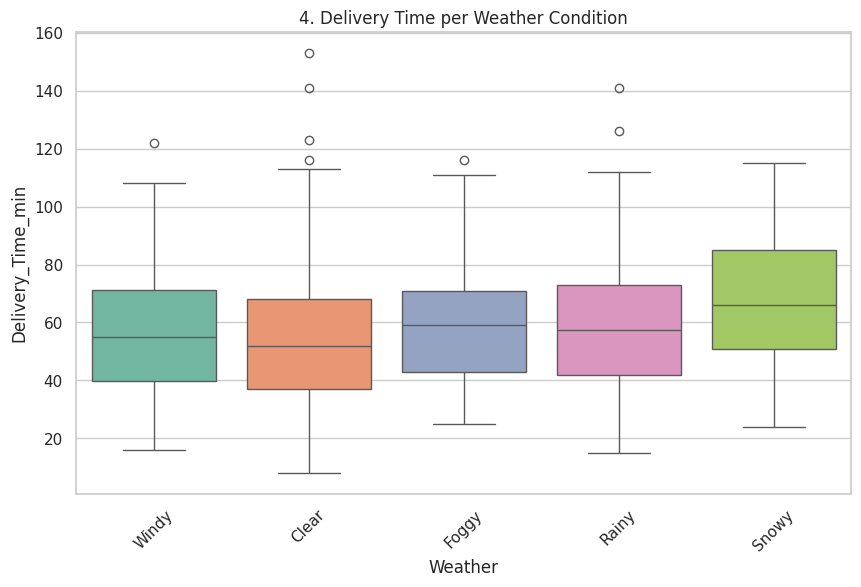 4. Delivery Time per Weather Condition
Delivery_Time_min
160
140
120
100
80
60
40
20
Windy
Clear
Foggy
Rainy
Snowy
Weather